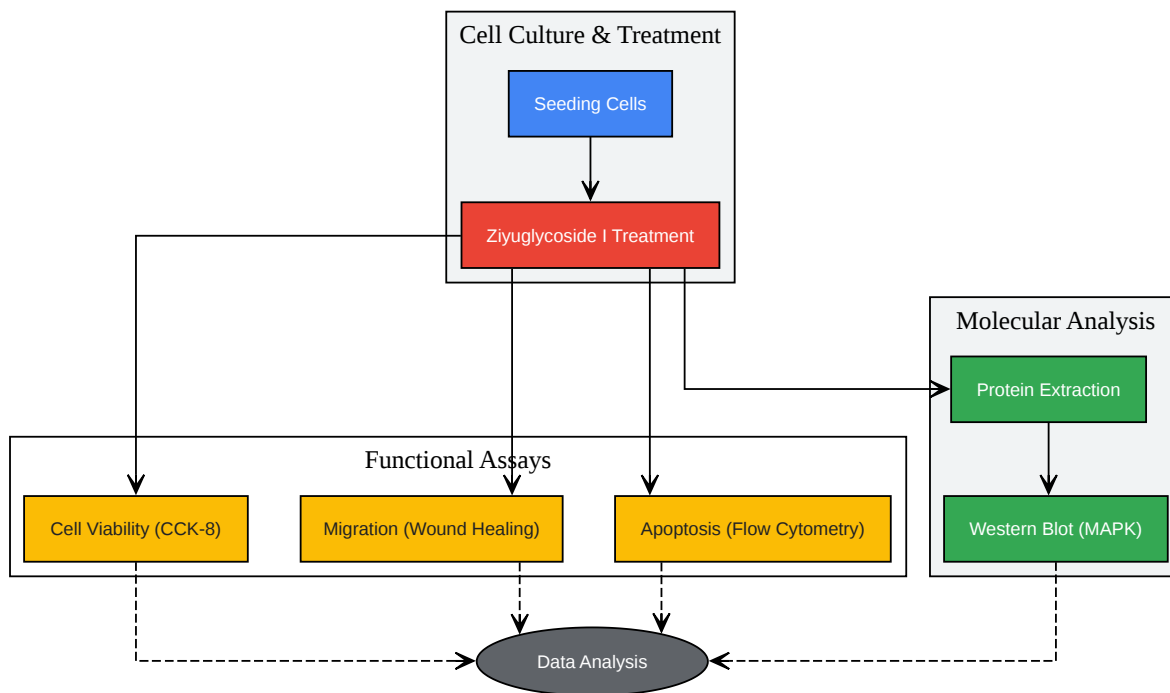 Cell Culture & Treatment
Seeding Cells
Ziyuglycoside I Treatment
Molecular Analysis
Protein Extraction
Functional Assays
Cell Viability (CCK-8)
Migration (Wound Healing)
Apoptosis (Flow Cytometry)
Western Blot (MAPK)
Data Analysis